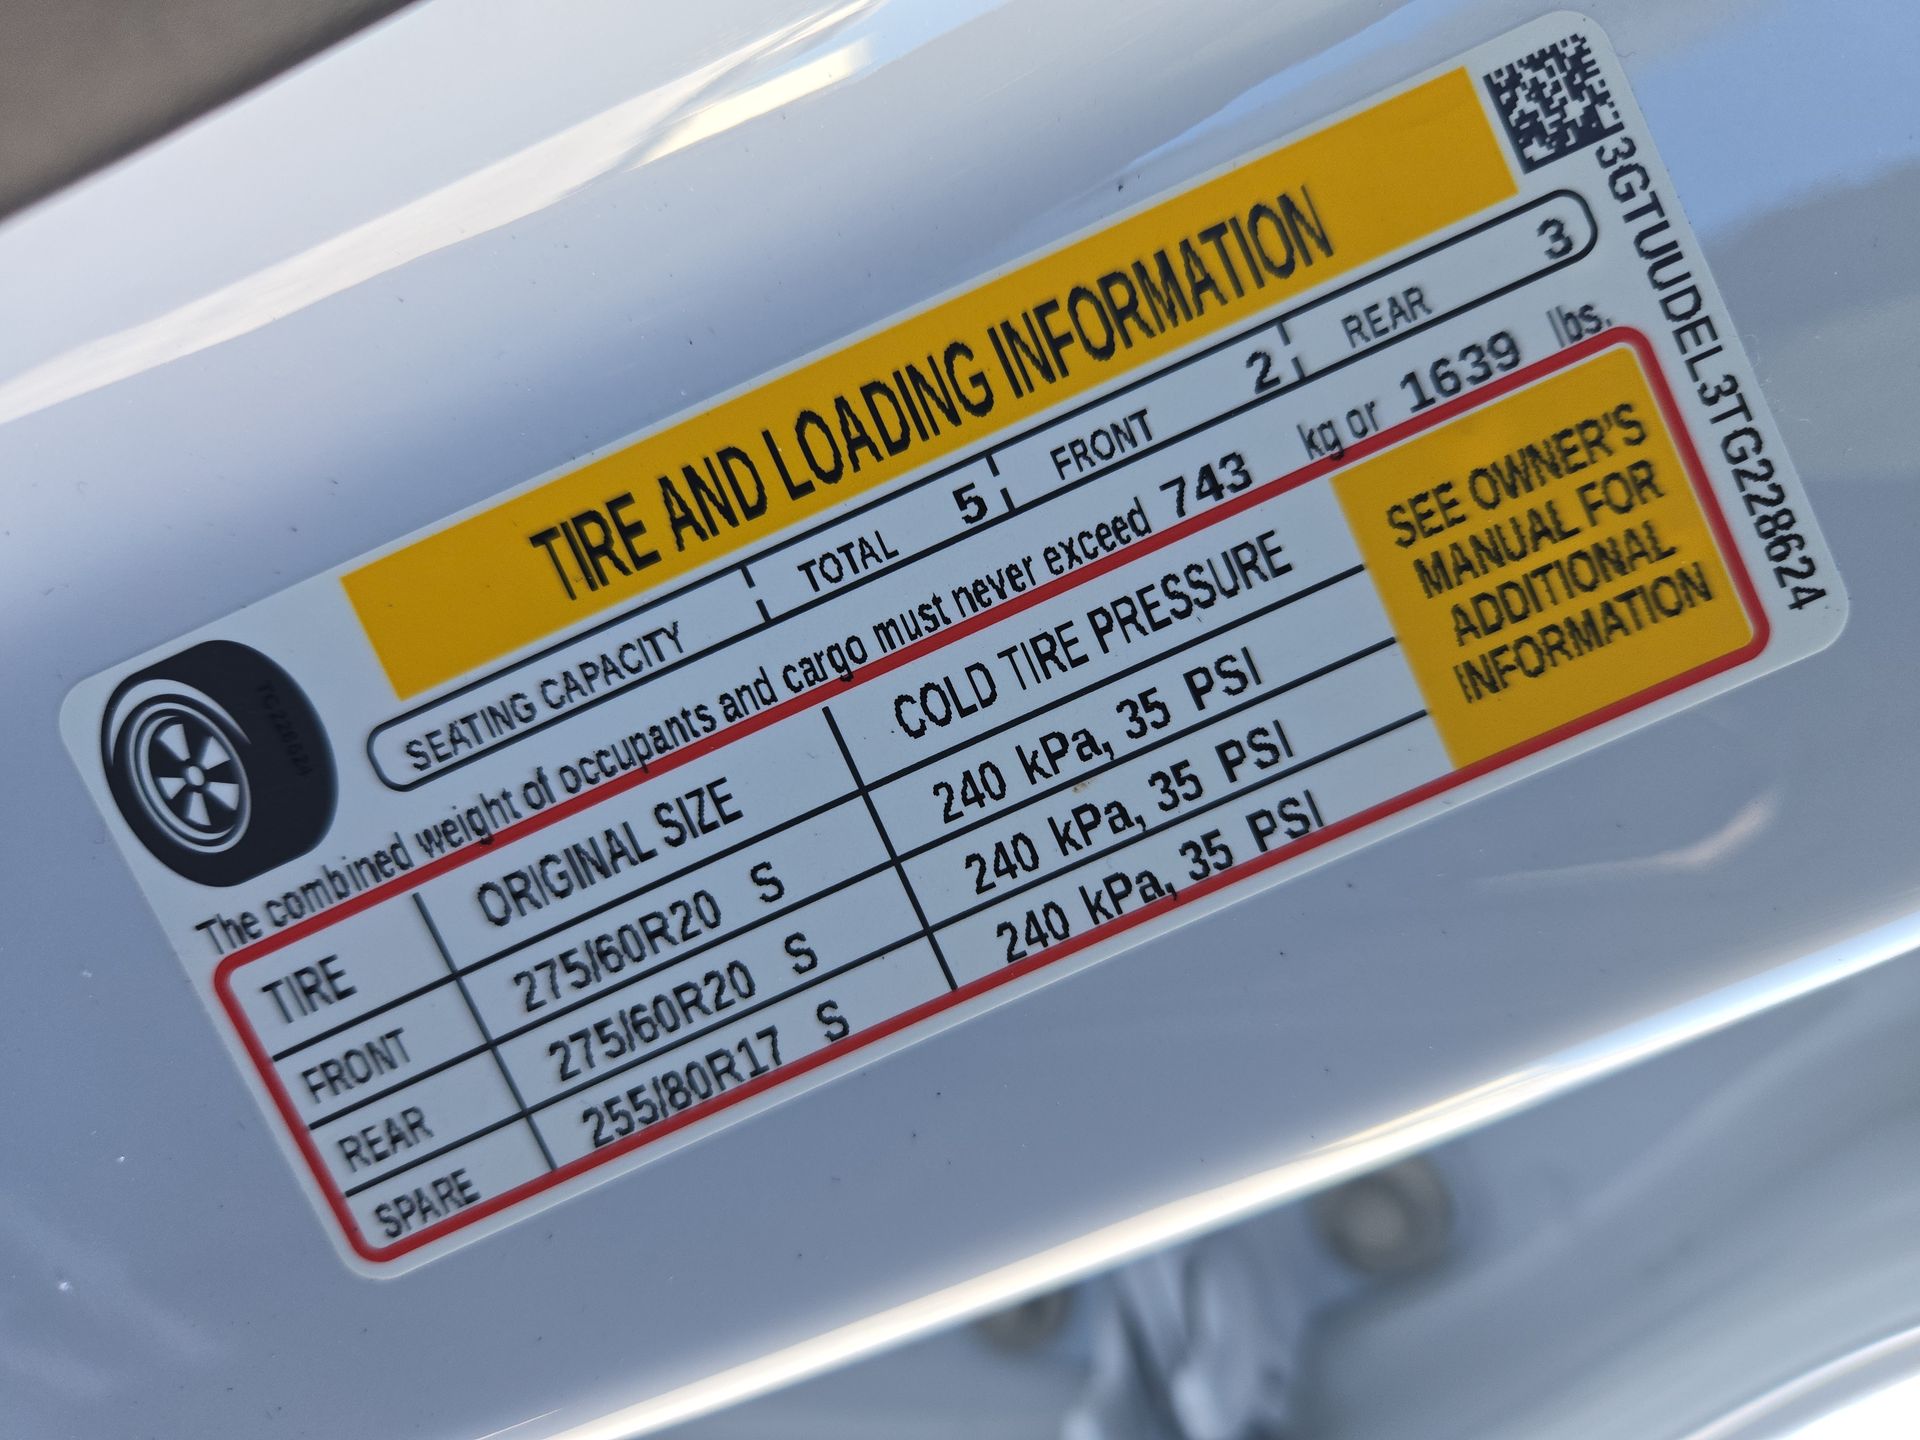 TIRE AND LOADING INFORMATION
SEATING CAPACITY TOTAL 5 FRONT 2 REAR 3
The combined weight of occupants and cargo must never exceed 743 kg or 1639 lbs.
TIRE ORIGINAL SIZE COLD TIRE PRESSURE
FRONT 275/60R20 S 240 kPa, 35 PSI
REAR 275/60R20 S 240 kPa, 35 PSI
SPARE 255/80R17 S 240 kPa, 35 PSI
SEE OWNER'S
MANUAL FOR
ADDITIONAL
INFORMATION
3GTUUDEL3TG228624
TG228624